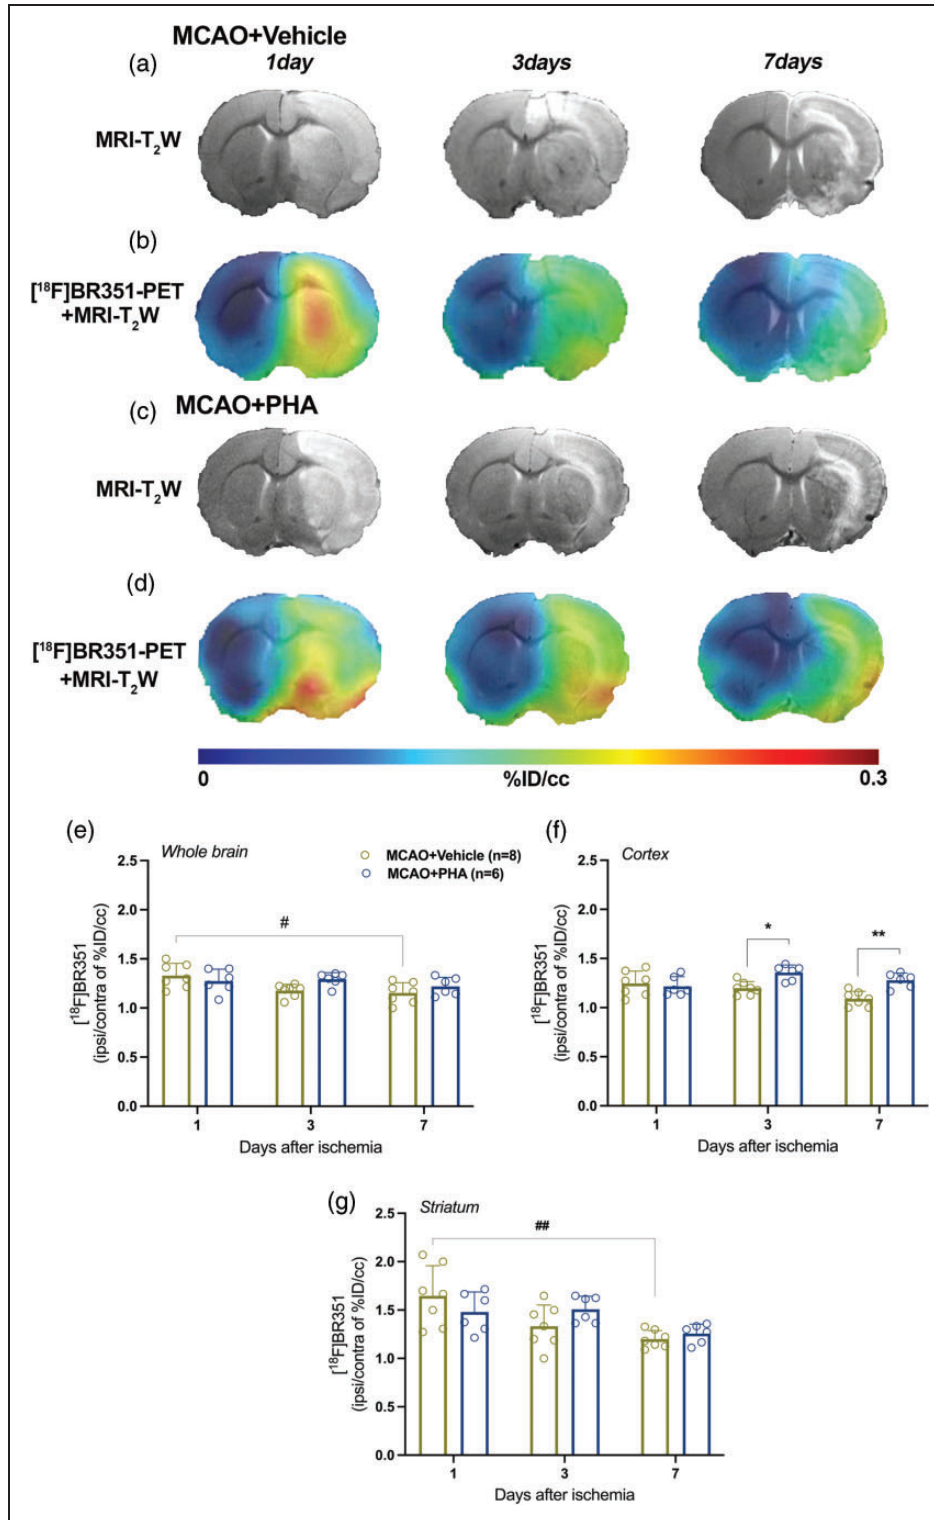 MCAO+Vehicle
(a)
1day 3days 7days
MRI-T₂W
(b)
[¹⁸F]BR351-PET
+MRI-T₂W
(c) MCAO+PHA
MRI-T₂W
(d)
[¹⁸F]BR351-PET
+MRI-T₂W
0 %ID/cc 0.3
(e) Whole brain
MCAO+Vehicle (n=8)
MCAO+PHA (n=6)
[¹⁸F]BR351
(ipsi/contra of %ID/cc)
2.5
2.0
1.5
1.0
0.5
0.0
#
1 3 7
Days after ischemia
(f) Cortex
[¹⁸F]BR351
(ipsi/contra of %ID/cc)
2.5
2.0
1.5
1.0
0.5
0.0
* **
1 3 7
Days after ischemia
(g) Striatum
[¹⁸F]BR351
(ipsi/contra of %ID/cc)
2.5
2.0
1.5
1.0
0.5
0.0
##
1 3 7
Days after ischemia